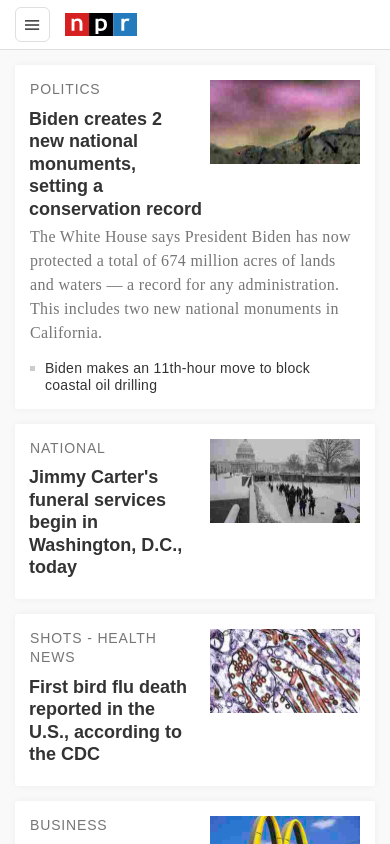 npr
POLITICS
Biden creates 2
new national
monuments,
setting a
conservation record
The White House says President Biden has now
protected a total of 674 million acres of lands
and waters — a record for any administration.
This includes two new national monuments in
California.
Biden makes an 11th-hour move to block
coastal oil drilling
NATIONAL
Jimmy Carter's
funeral services
begin in
Washington, D.C.,
today
SHOTS - HEALTH
NEWS
First bird flu death
reported in the
U.S., according to
the CDC
BUSINESS